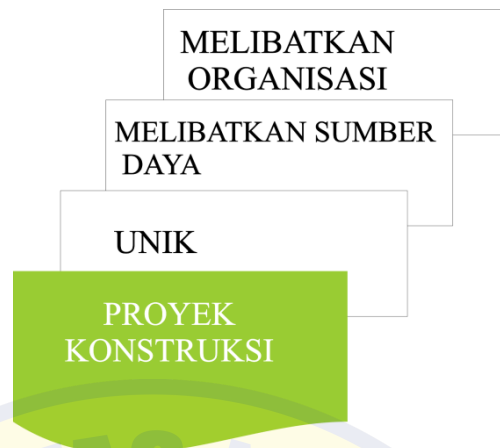 MELIBATKAN
ORGANISASI
MELIBATKAN SUMBER
DAYA
UNIK
PROYEK
KONSTRUKSI